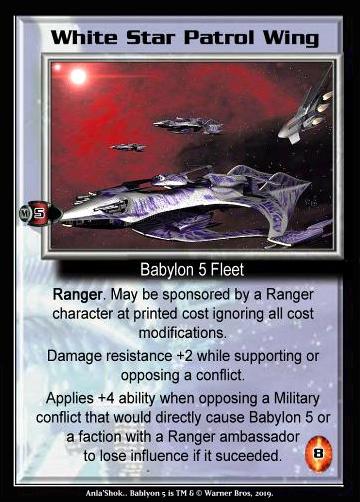 White Star Patrol Wing
M 5
Babylon 5 Fleet
Ranger. May be sponsored by a Ranger
character at printed cost ignoring all cost
modifications.
Damage resistance +2 while supporting or
opposing a conflict.
Applies +4 ability when opposing a Military
conflict that would directly cause Babylon 5 or
a faction with a Ranger ambassador
to lose influence if it suceeded.
8
Anla'Shok.. Bablyon 5 is TM & © Warner Bros, 2019.